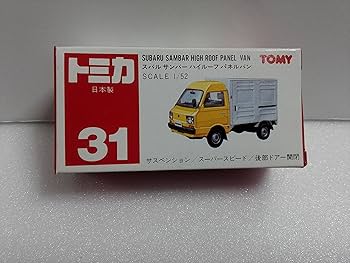 トミカ
日本製
31
SUBARU SAMBAR HIGH ROOF PANEL VAN
スバル サンバー ハイルーフ パネルバン
SCALE 1/52
TOMY
サスペンション/スーパースピード/後部ドアー開閉